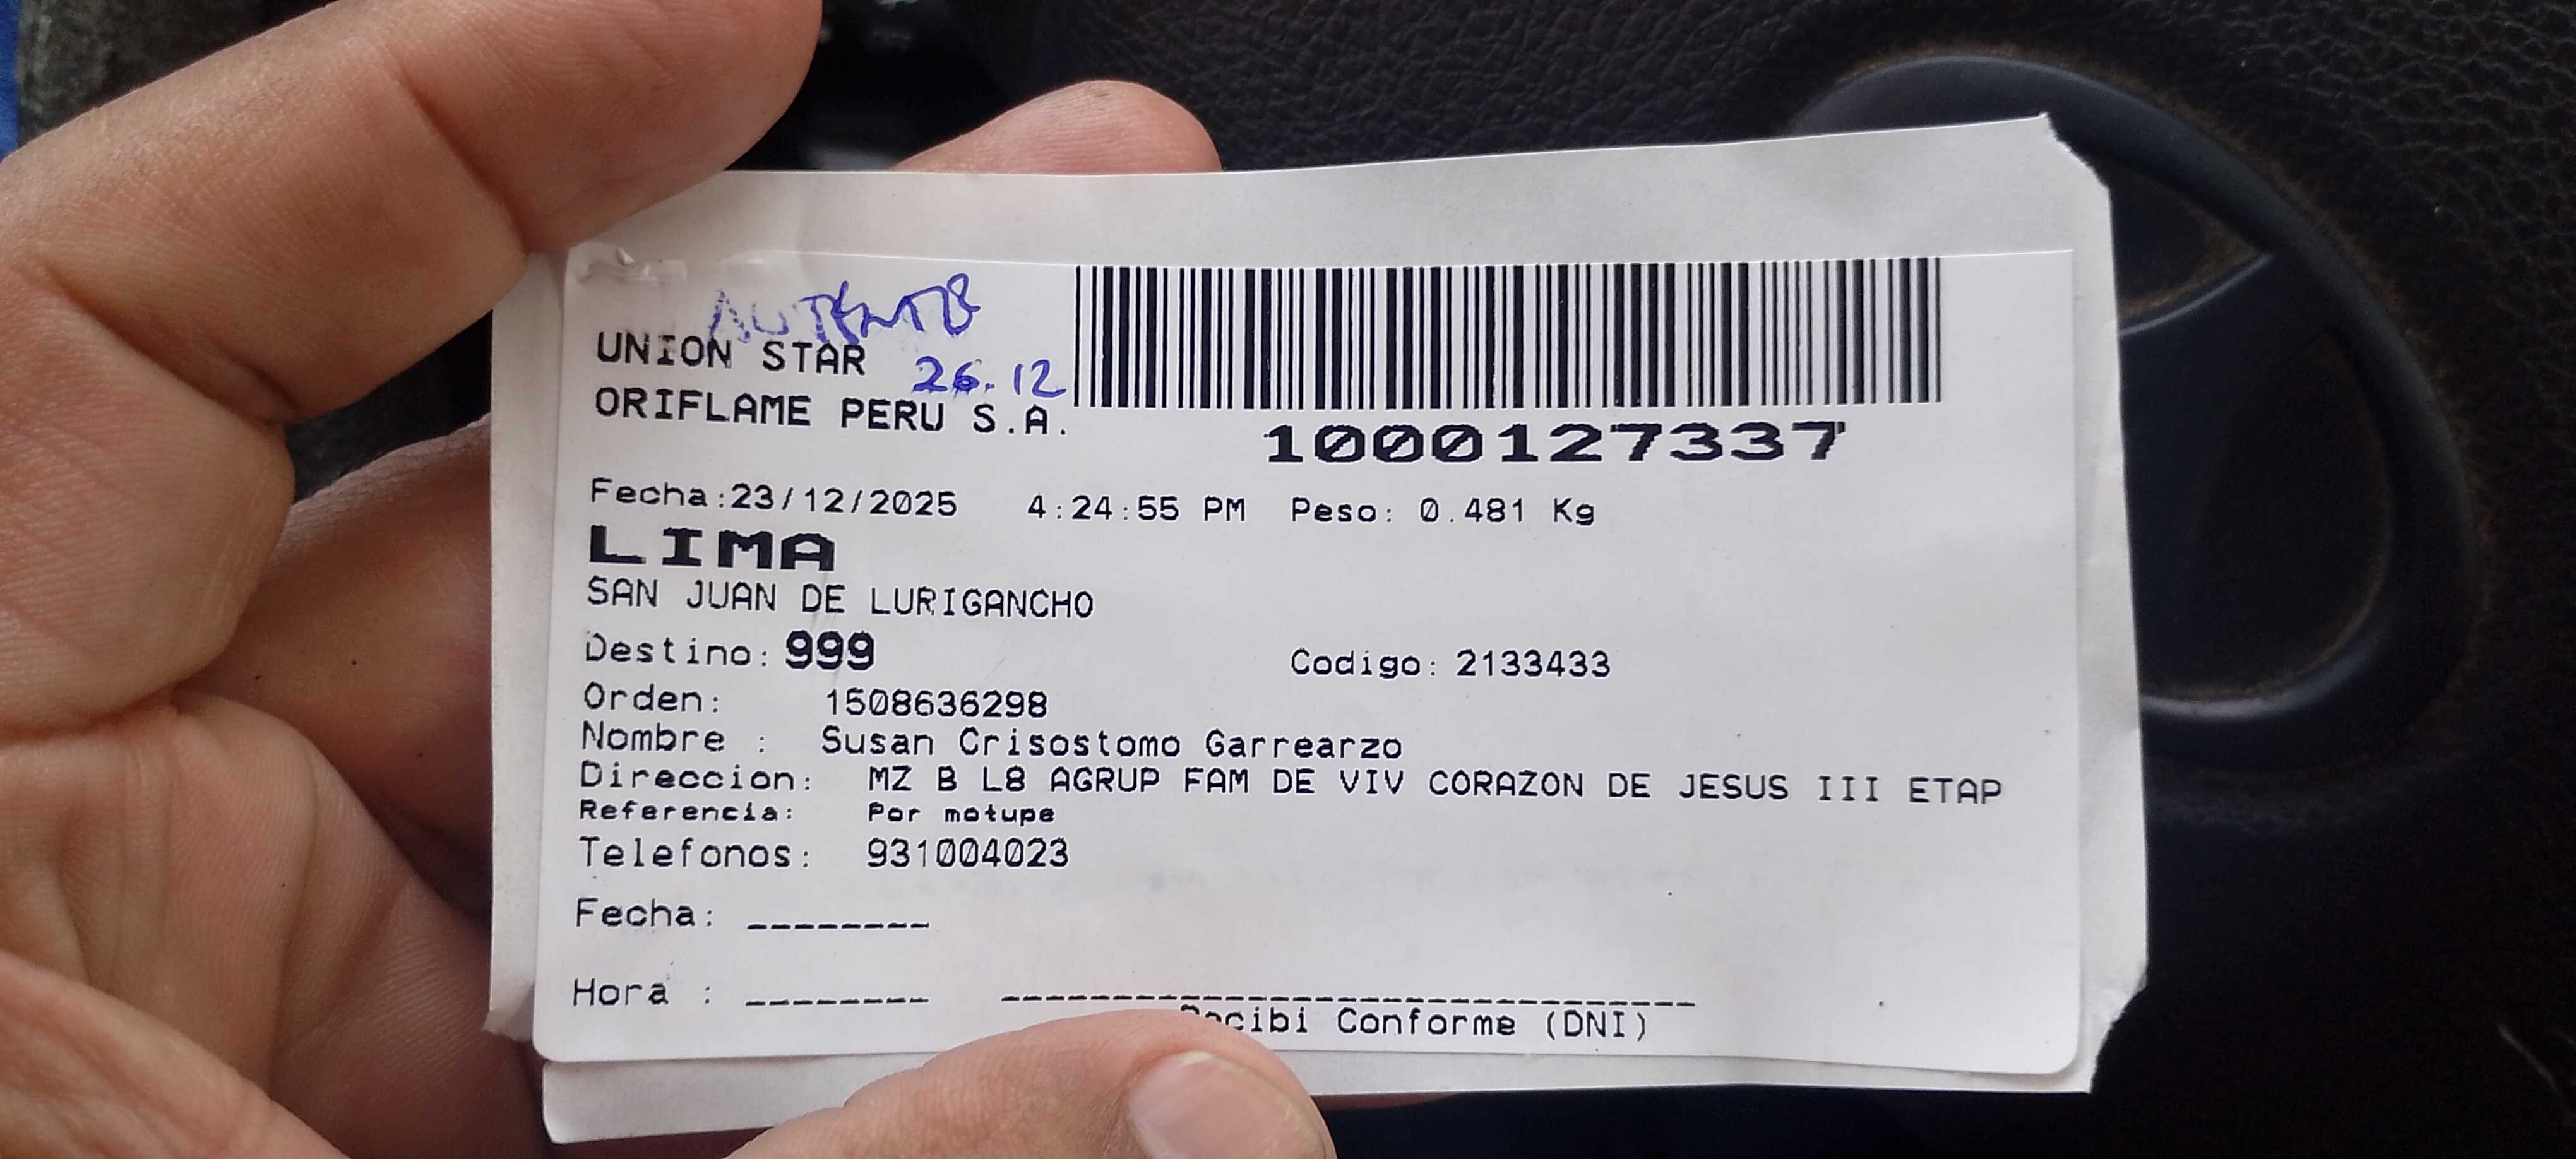 AUSENTE
UNION STAR 26.12
ORIFLAME PERU S.A.
1000127337
Fecha:23/12/2025 4:24:55 PM Peso: 0.481 Kg
LIMA
SAN JUAN DE LURIGANCHO
Destino: 999 Codigo: 2133433
Orden: 1508636298
Nombre : Susan Crisostomo Garrearzo
Direccion: MZ B L8 AGRUP FAM DE VIV CORAZON DE JESUS III ETAP
Referencia: Por motupe
Telefonos: 931004023
Fecha: ________
Hora : ________
Recibi Conforme (DNI)